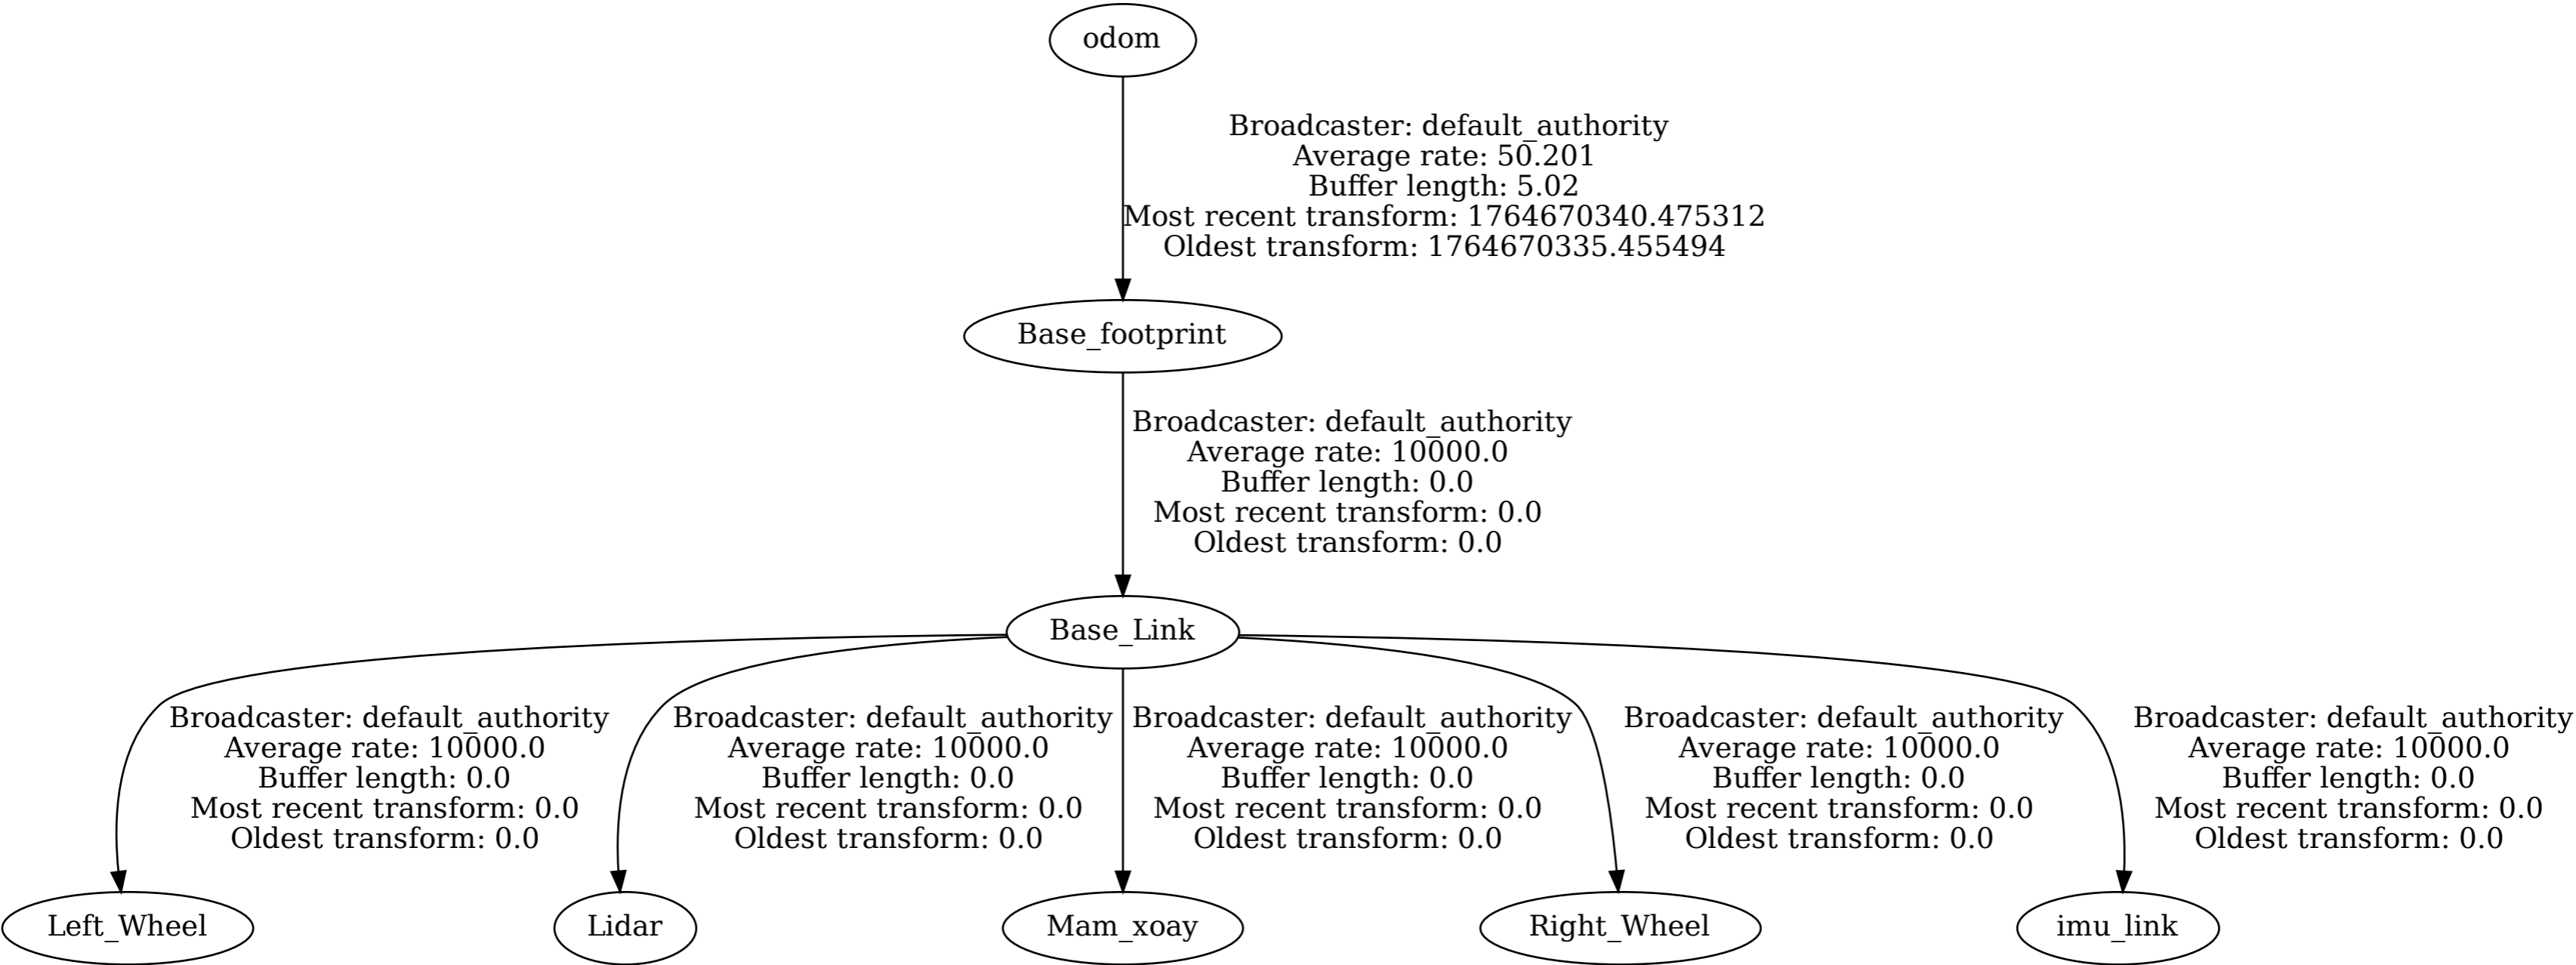 odom
Broadcaster: default_authority
Average rate: 50.201
Buffer length: 5.02
Most recent transform: 1764670340.475312
Oldest transform: 1764670335.455494
Base_footprint
Broadcaster: default_authority
Average rate: 10000.0
Buffer length: 0.0
Most recent transform: 0.0
Oldest transform: 0.0
Base_Link
Broadcaster: default_authority
Average rate: 10000.0
Buffer length: 0.0
Most recent transform: 0.0
Oldest transform: 0.0
Broadcaster: default_authority
Average rate: 10000.0
Buffer length: 0.0
Most recent transform: 0.0
Oldest transform: 0.0
Broadcaster: default_authority
Average rate: 10000.0
Buffer length: 0.0
Most recent transform: 0.0
Oldest transform: 0.0
Broadcaster: default_authority
Average rate: 10000.0
Buffer length: 0.0
Most recent transform: 0.0
Oldest transform: 0.0
Broadcaster: default_authority
Average rate: 10000.0
Buffer length: 0.0
Most recent transform: 0.0
Oldest transform: 0.0
Left_Wheel
Lidar
Mam_xoay
Right_Wheel
imu_link